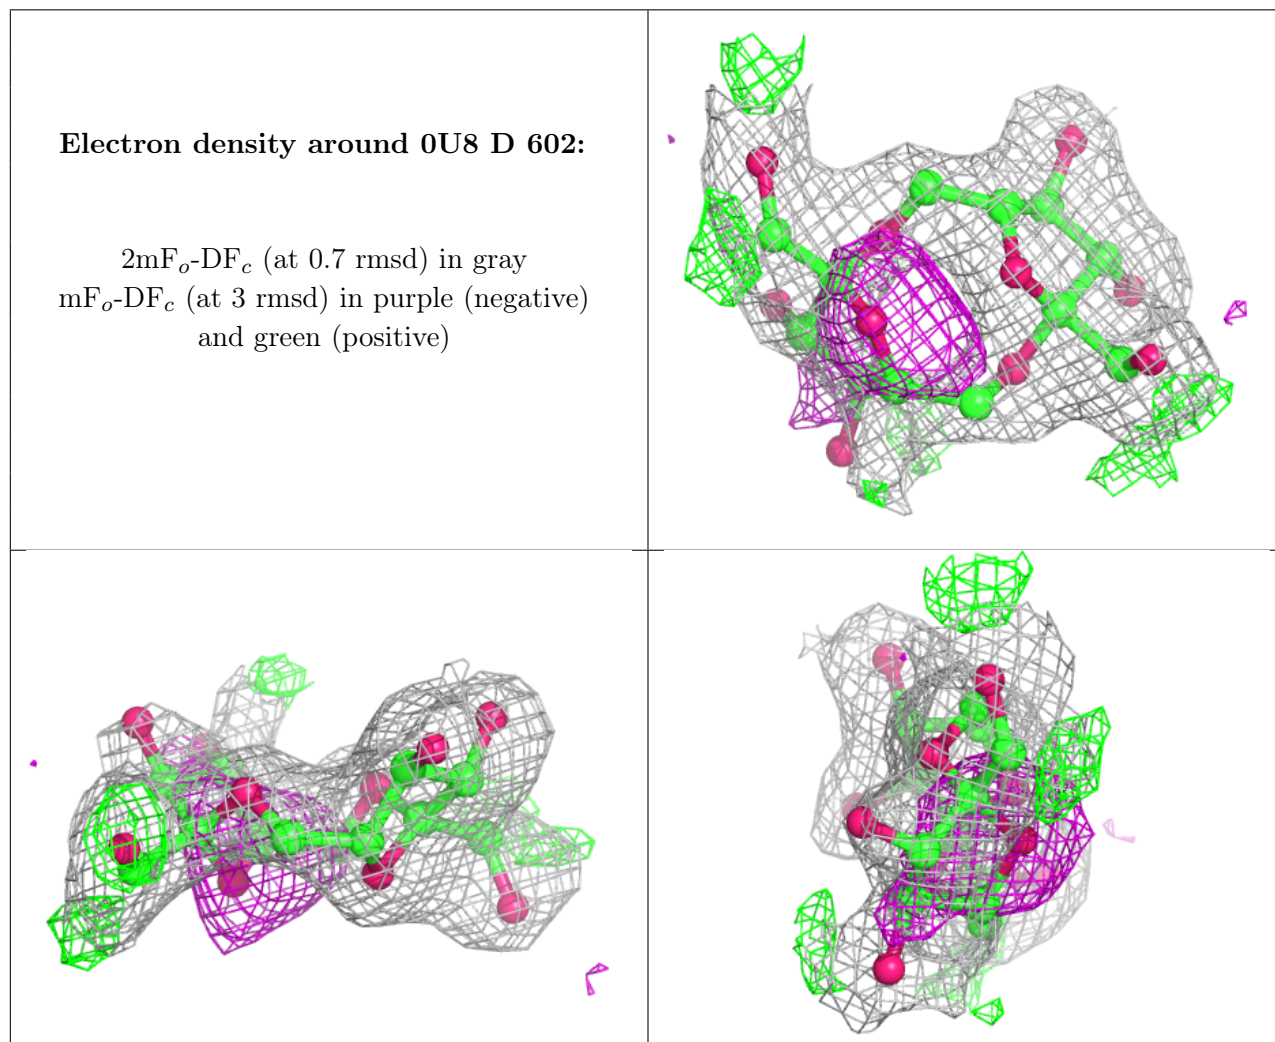 Electron density around 0U8 D 602:
2mFo-DFc (at 0.7 rmsd) in gray
mFo-DFc (at 3 rmsd) in purple (negative)
and green (positive)